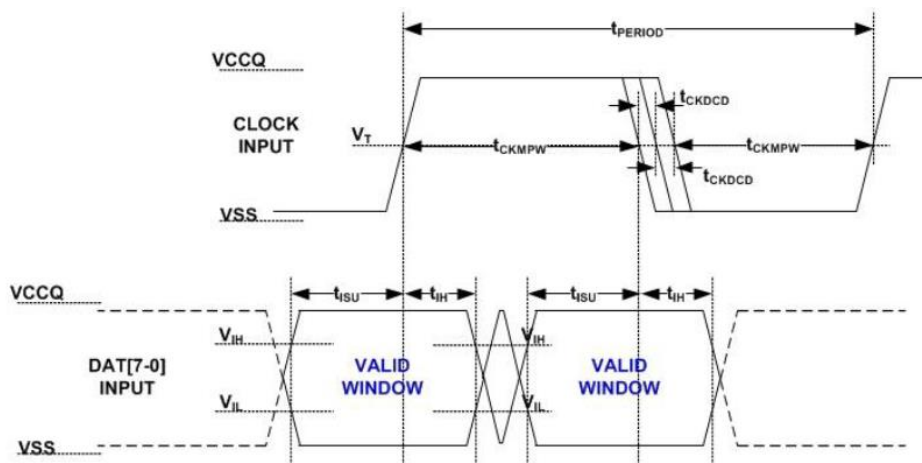 tPERIOD
VCCQ
tCKDCD
CLOCK
INPUT
VT
tCKMPW
tCKMPW
tCKDCD
VSS
VCCQ
tISU
tIH
tISU
tIH
VIH
VIH
DAT[7-0]
INPUT
VALID
WINDOW
VALID
WINDOW
VIL
VIL
VSS